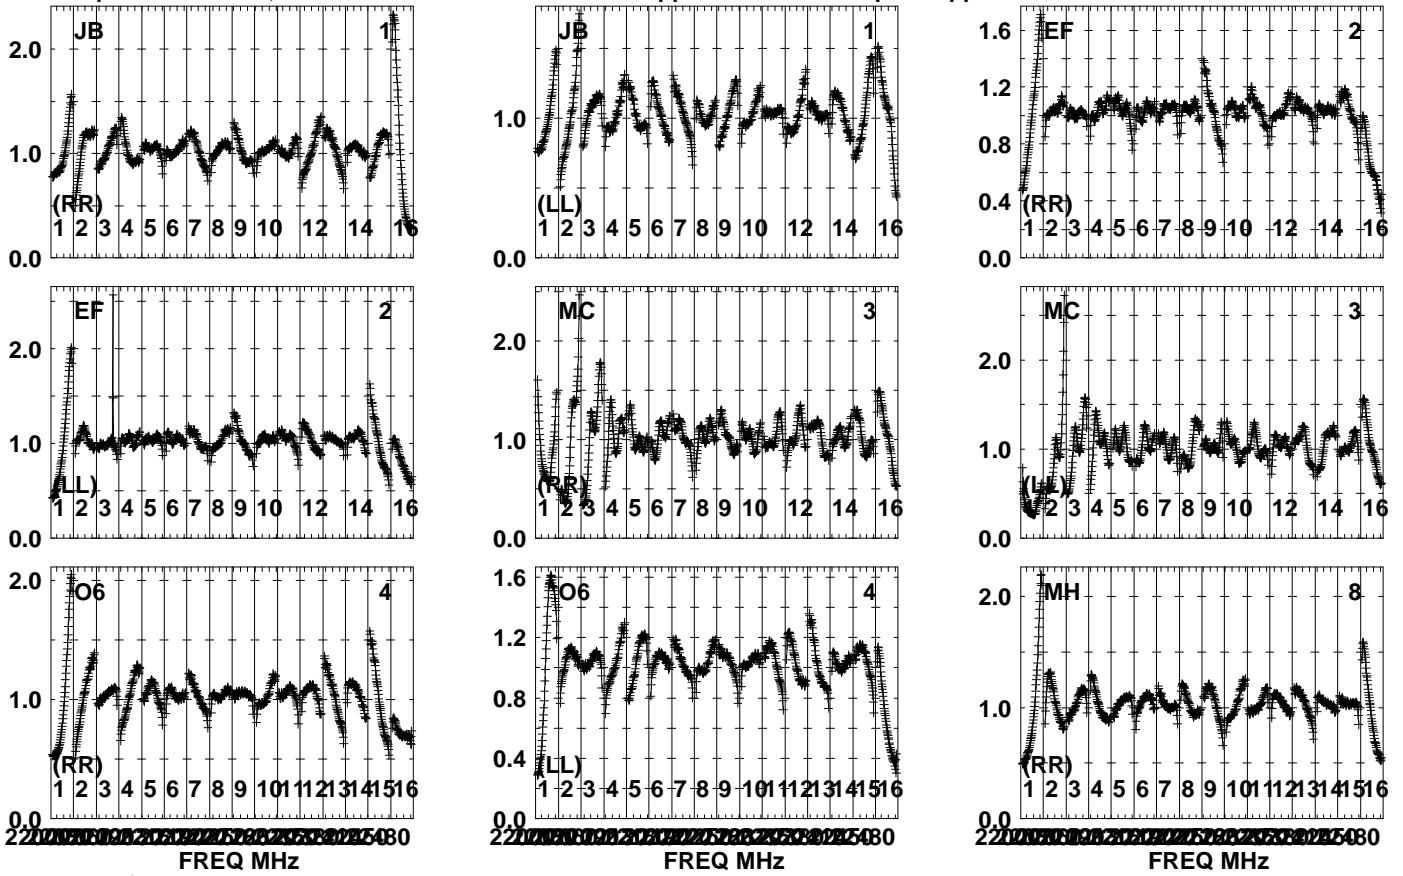 JB 1 JB 1 EF 2
2.0 1.6
1.0 1.0 1.2
0.8
(RR) (LL) 0.4 (RR)
1 2 3 4 5 6 7 8 9 10 12 14 16 1 2 3 4 5 6 7 8 9 10 12 14 16 1 2 3 4 5 6 7 8 9 10 12 14 16
0.0 0.0 0.0
EF 2 MC 3 MC 3
2.0 2.0 2.0
1.0 1.0 1.0
(LL) (RR) (LL)
1 2 3 4 5 6 7 8 9 10 12 14 16 1 2 3 4 5 6 7 8 9 10 12 14 16 1 2 3 4 5 6 7 8 9 10 12 14 16
0.0 0.0 0.0
O6 4 O6 4 MH 8
2.0 1.6 2.0
1.2
1.0 0.8 1.0
(RR) 0.4 (LL) (RR)
1 2 3 4 5 6 7 8 9 10 11 12 13 14 15 16 1 2 3 4 5 6 7 8 9 10 11 12 13 14 15 16 1 2 3 4 5 6 7 8 9 10 11 12 13 14 15 16
0.0 0.0 0.0
FREQ MHz FREQ MHz FREQ MHz